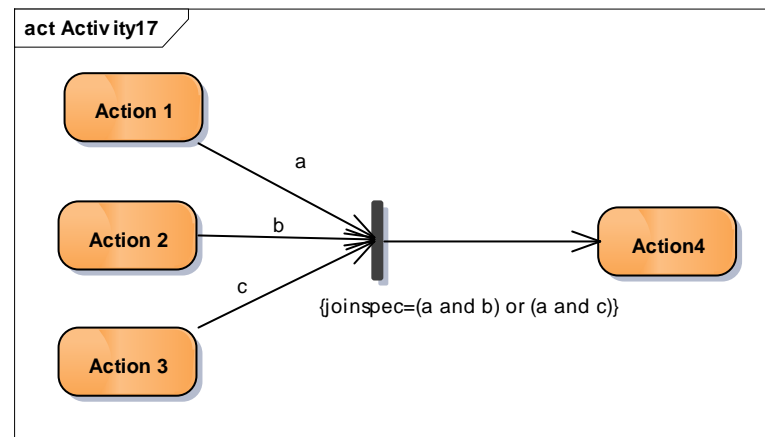 act Activity17
Action 1
a
Action 2
b
Action4
c
{joinspec=(a and b) or (a and c)}
Action 3